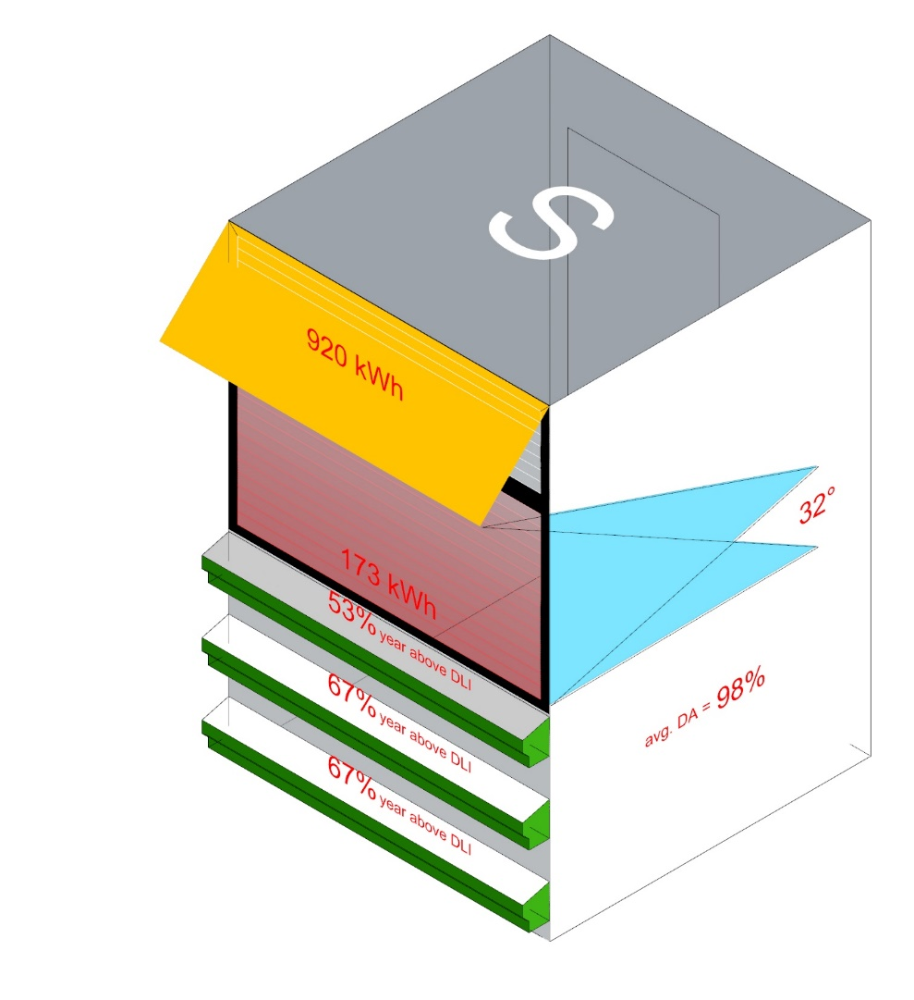 S
920 kWh
173 kWh
53% year above DLI
67% year above DLI
67% year above DLI
32°
avg. DA = 98%